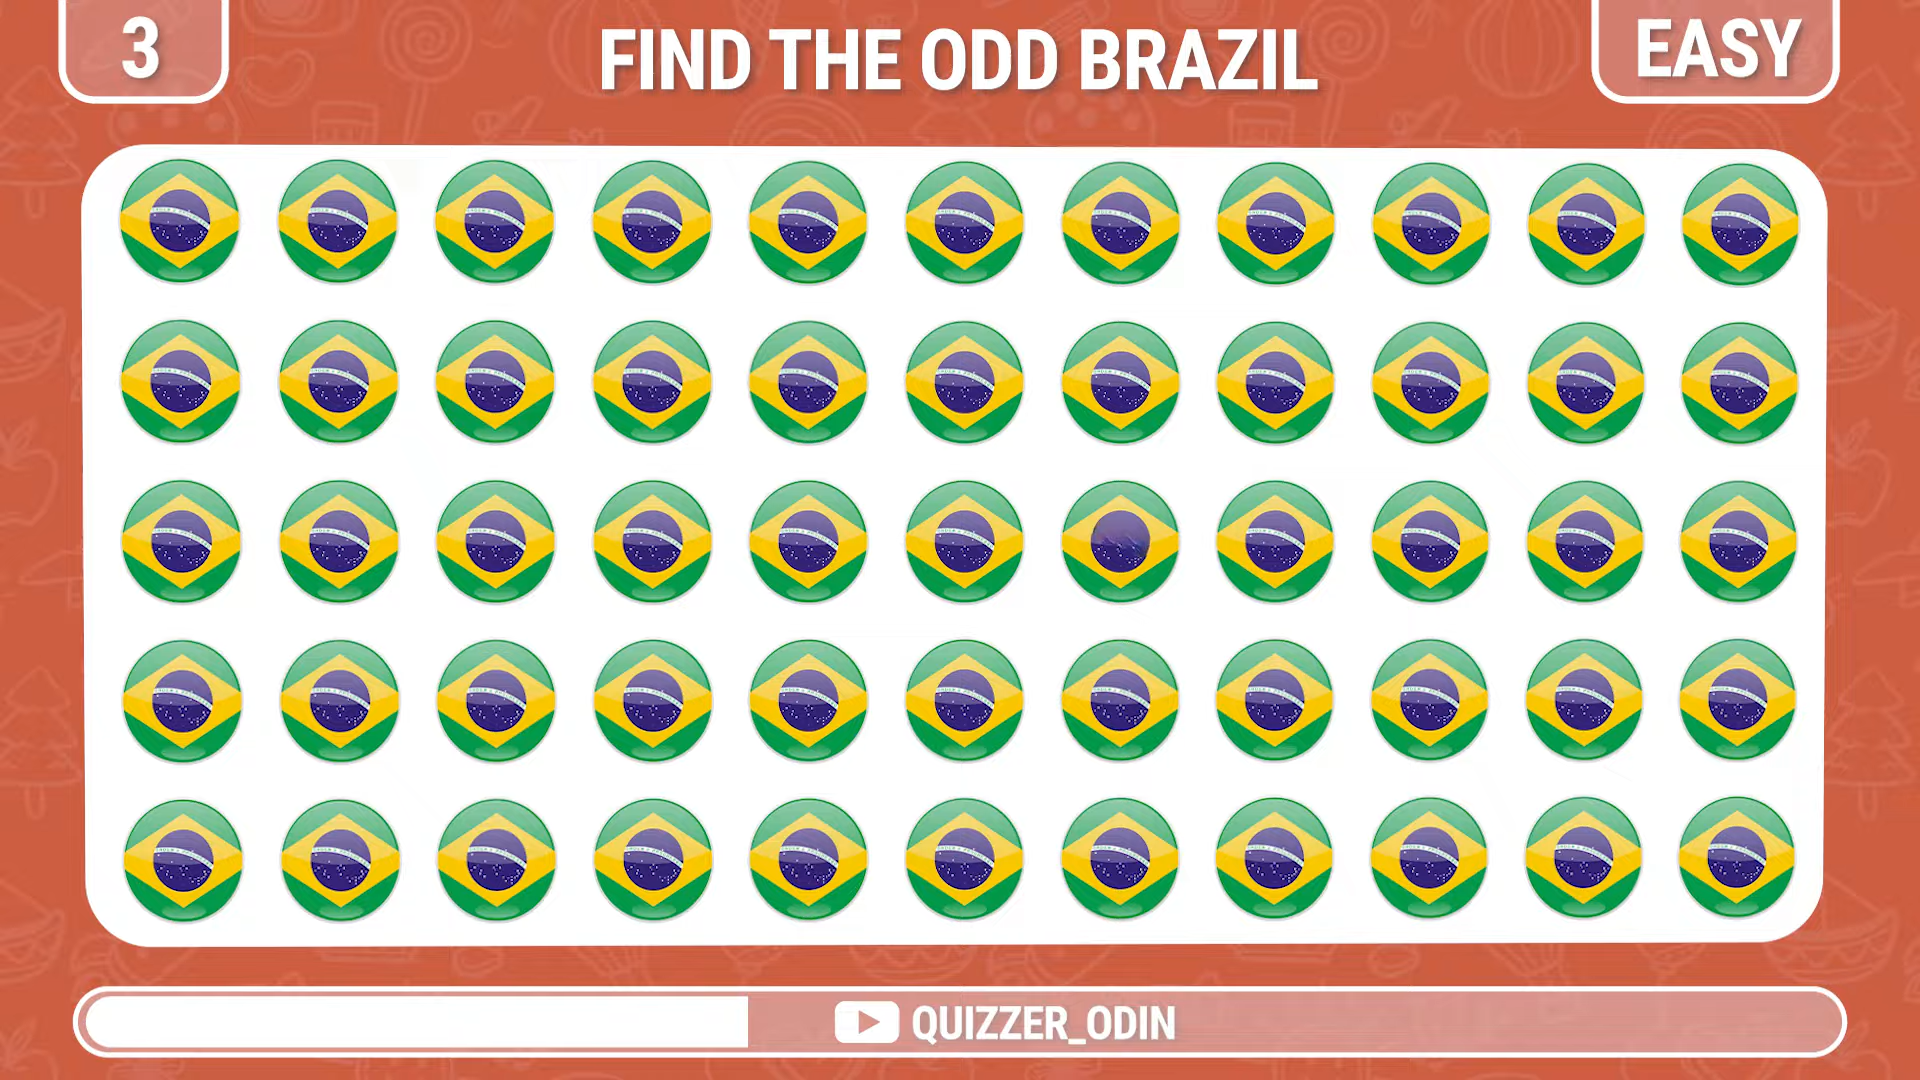 3
FIND THE ODD BRAZIL
EASY
QUIZZER_ODIN